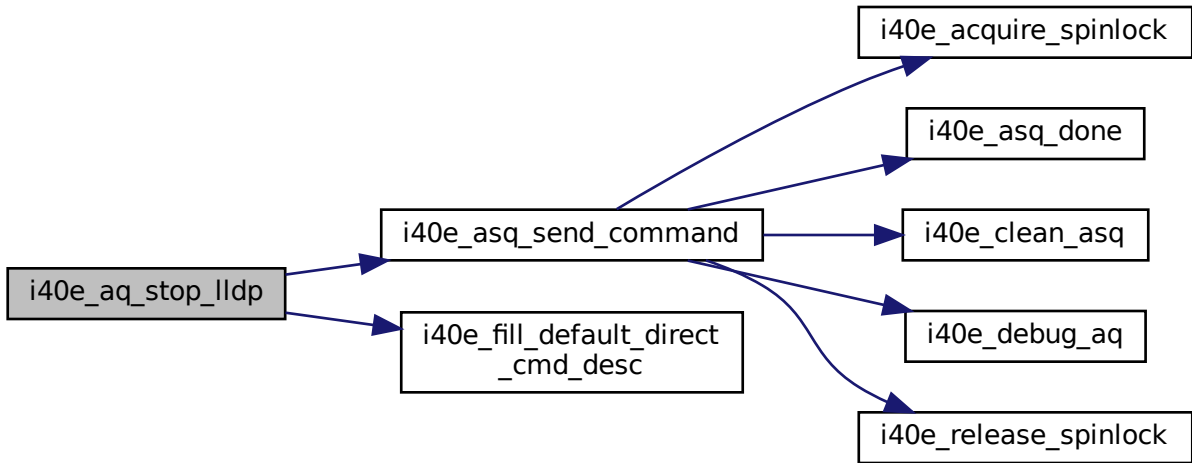 i40e_acquire_spinlock
i40e_asq_done
i40e_asq_send_command
i40e_clean_asq
i40e_aq_stop_lldp
i40e_fill_default_direct
_cmd_desc
i40e_debug_aq
i40e_release_spinlock